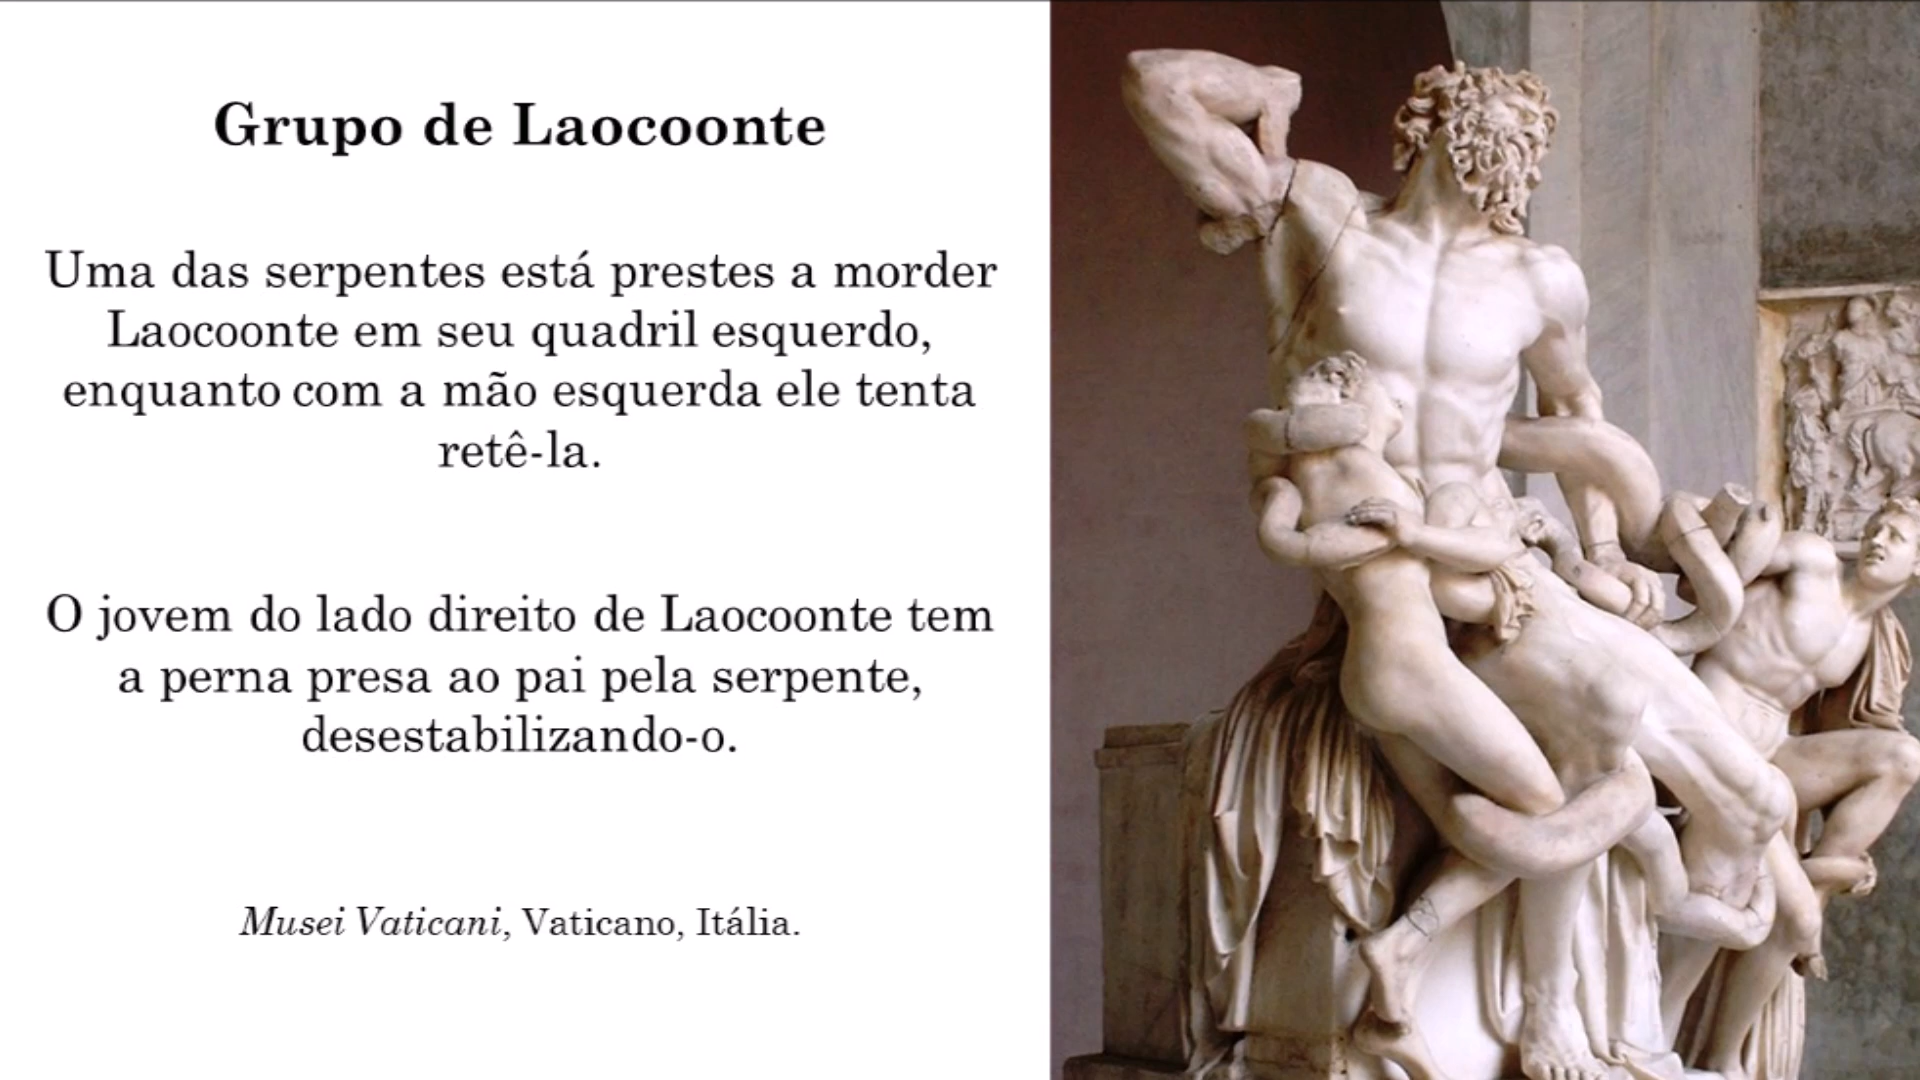 Grupo de Laocoonte
Uma das serpentes está prestes a morder
Laocoonte em seu quadril esquerdo,
enquanto com a mão esquerda ele tenta
retê-la.
O jovem do lado direito de Laocoonte tem
a perna presa ao pai pela serpente,
desestabilizando-o.
Musei Vaticani, Vaticano, Itália.